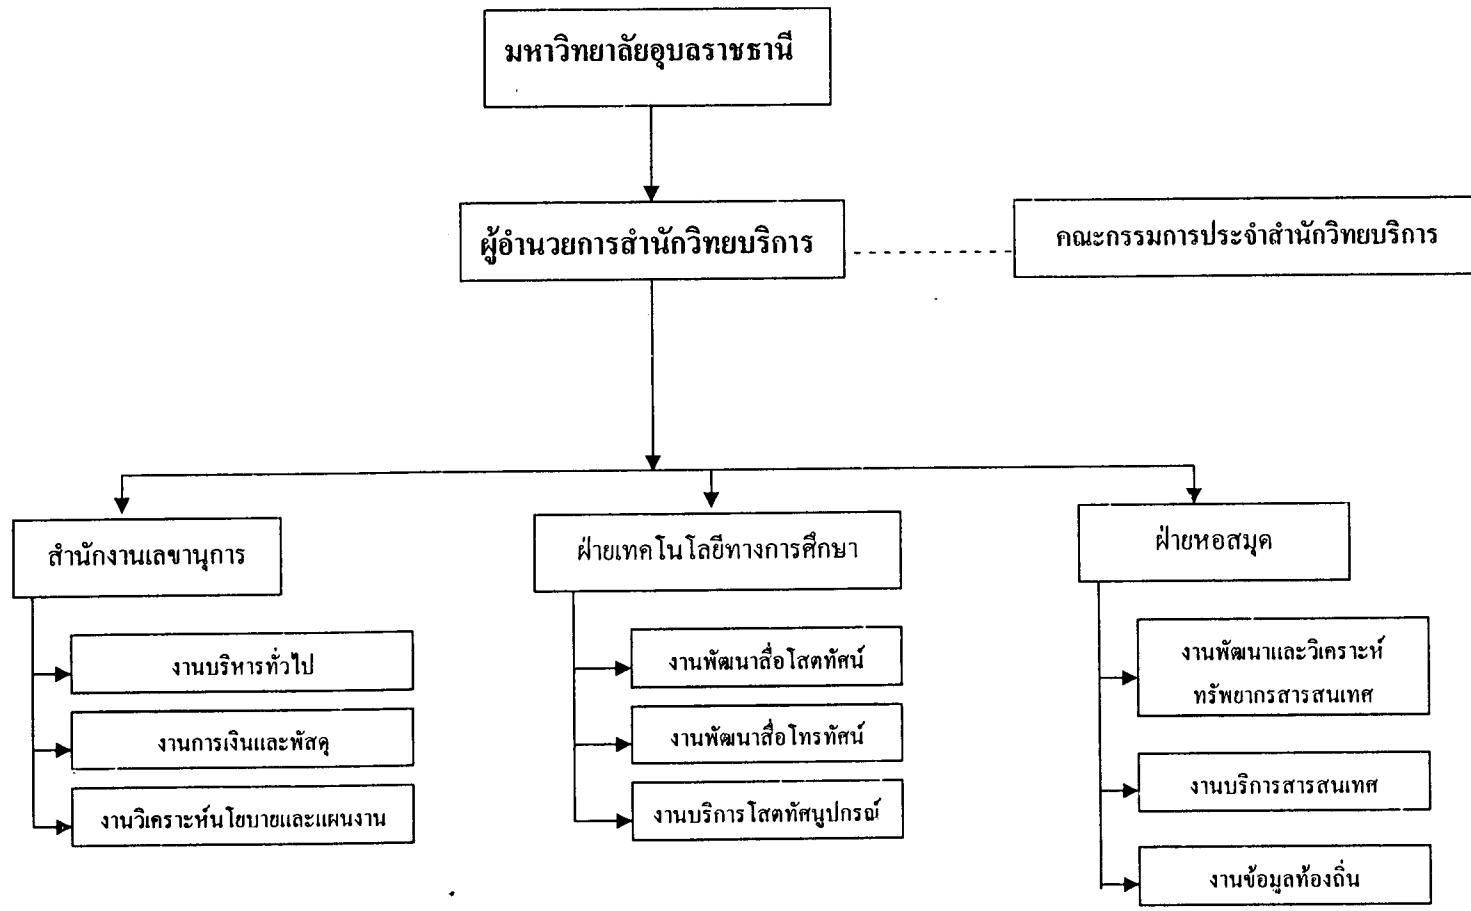 มหาวิทยาลัยอุบลราชธานี
ผู้อำนวยการสำนักวิทยบริการ
คณะกรรมการประจำสำนักวิทยบริการ
สำนักงานเลขานุการ
งานบริหารทั่วไป
งานการเงินและพัสดุ
งานวิเคราะห์นโยบายและแผนงาน
ฝ่ายเทคโนโลยีทางการศึกษา
งานพัฒนาสื่อโสตทัศน์
งานพัฒนาสื่อโทรทัศน์
งานบริการโสตทัศนูปกรณ์
ฝ่ายหอสมุด
งานพัฒนาและวิเคราะห์
ทรัพยากรสารสนเทศ
งานบริการสารสนเทศ
งานข้อมูลท้องถิ่น